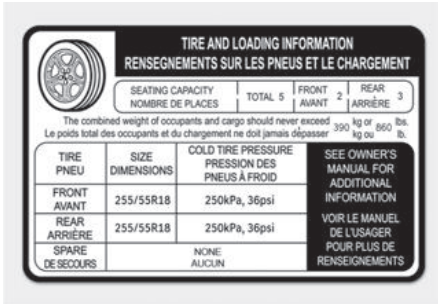 TIRE AND LOADING INFORMATION
RENSEGNEMENTS SUR LES PNEUS ET LE CHARGEMENT
SEATING CAPACITY
NOMBRE DE PLACES
TOTAL 5
FRONT
AVANT
2
REAR
ARRIÈRE
3
The combined weight of occupants and cargo should never exceed 390 kg or 860 lbs.
Le poids total des occupants et du chargement ne doit jamais dépasser kg ou lb.
TIRE
PNEU
SIZE
DIMENSIONS
COLD TIRE PRESSURE
PRESSION DES
PNEUS À FROID
FRONT
AVANT
255/55R18
250kPa, 36psi
REAR
ARRIÈRE
255/55R18
250kPa, 36psi
SPARE
DE SECOURS
NONE
AUCUN
SEE OWNER'S
MANUAL FOR
ADDITIONAL
INFORMATION
VOIR LE MANUEL
DE L'USAGER
POUR PLUS DE
RENSEIGNEMENTS